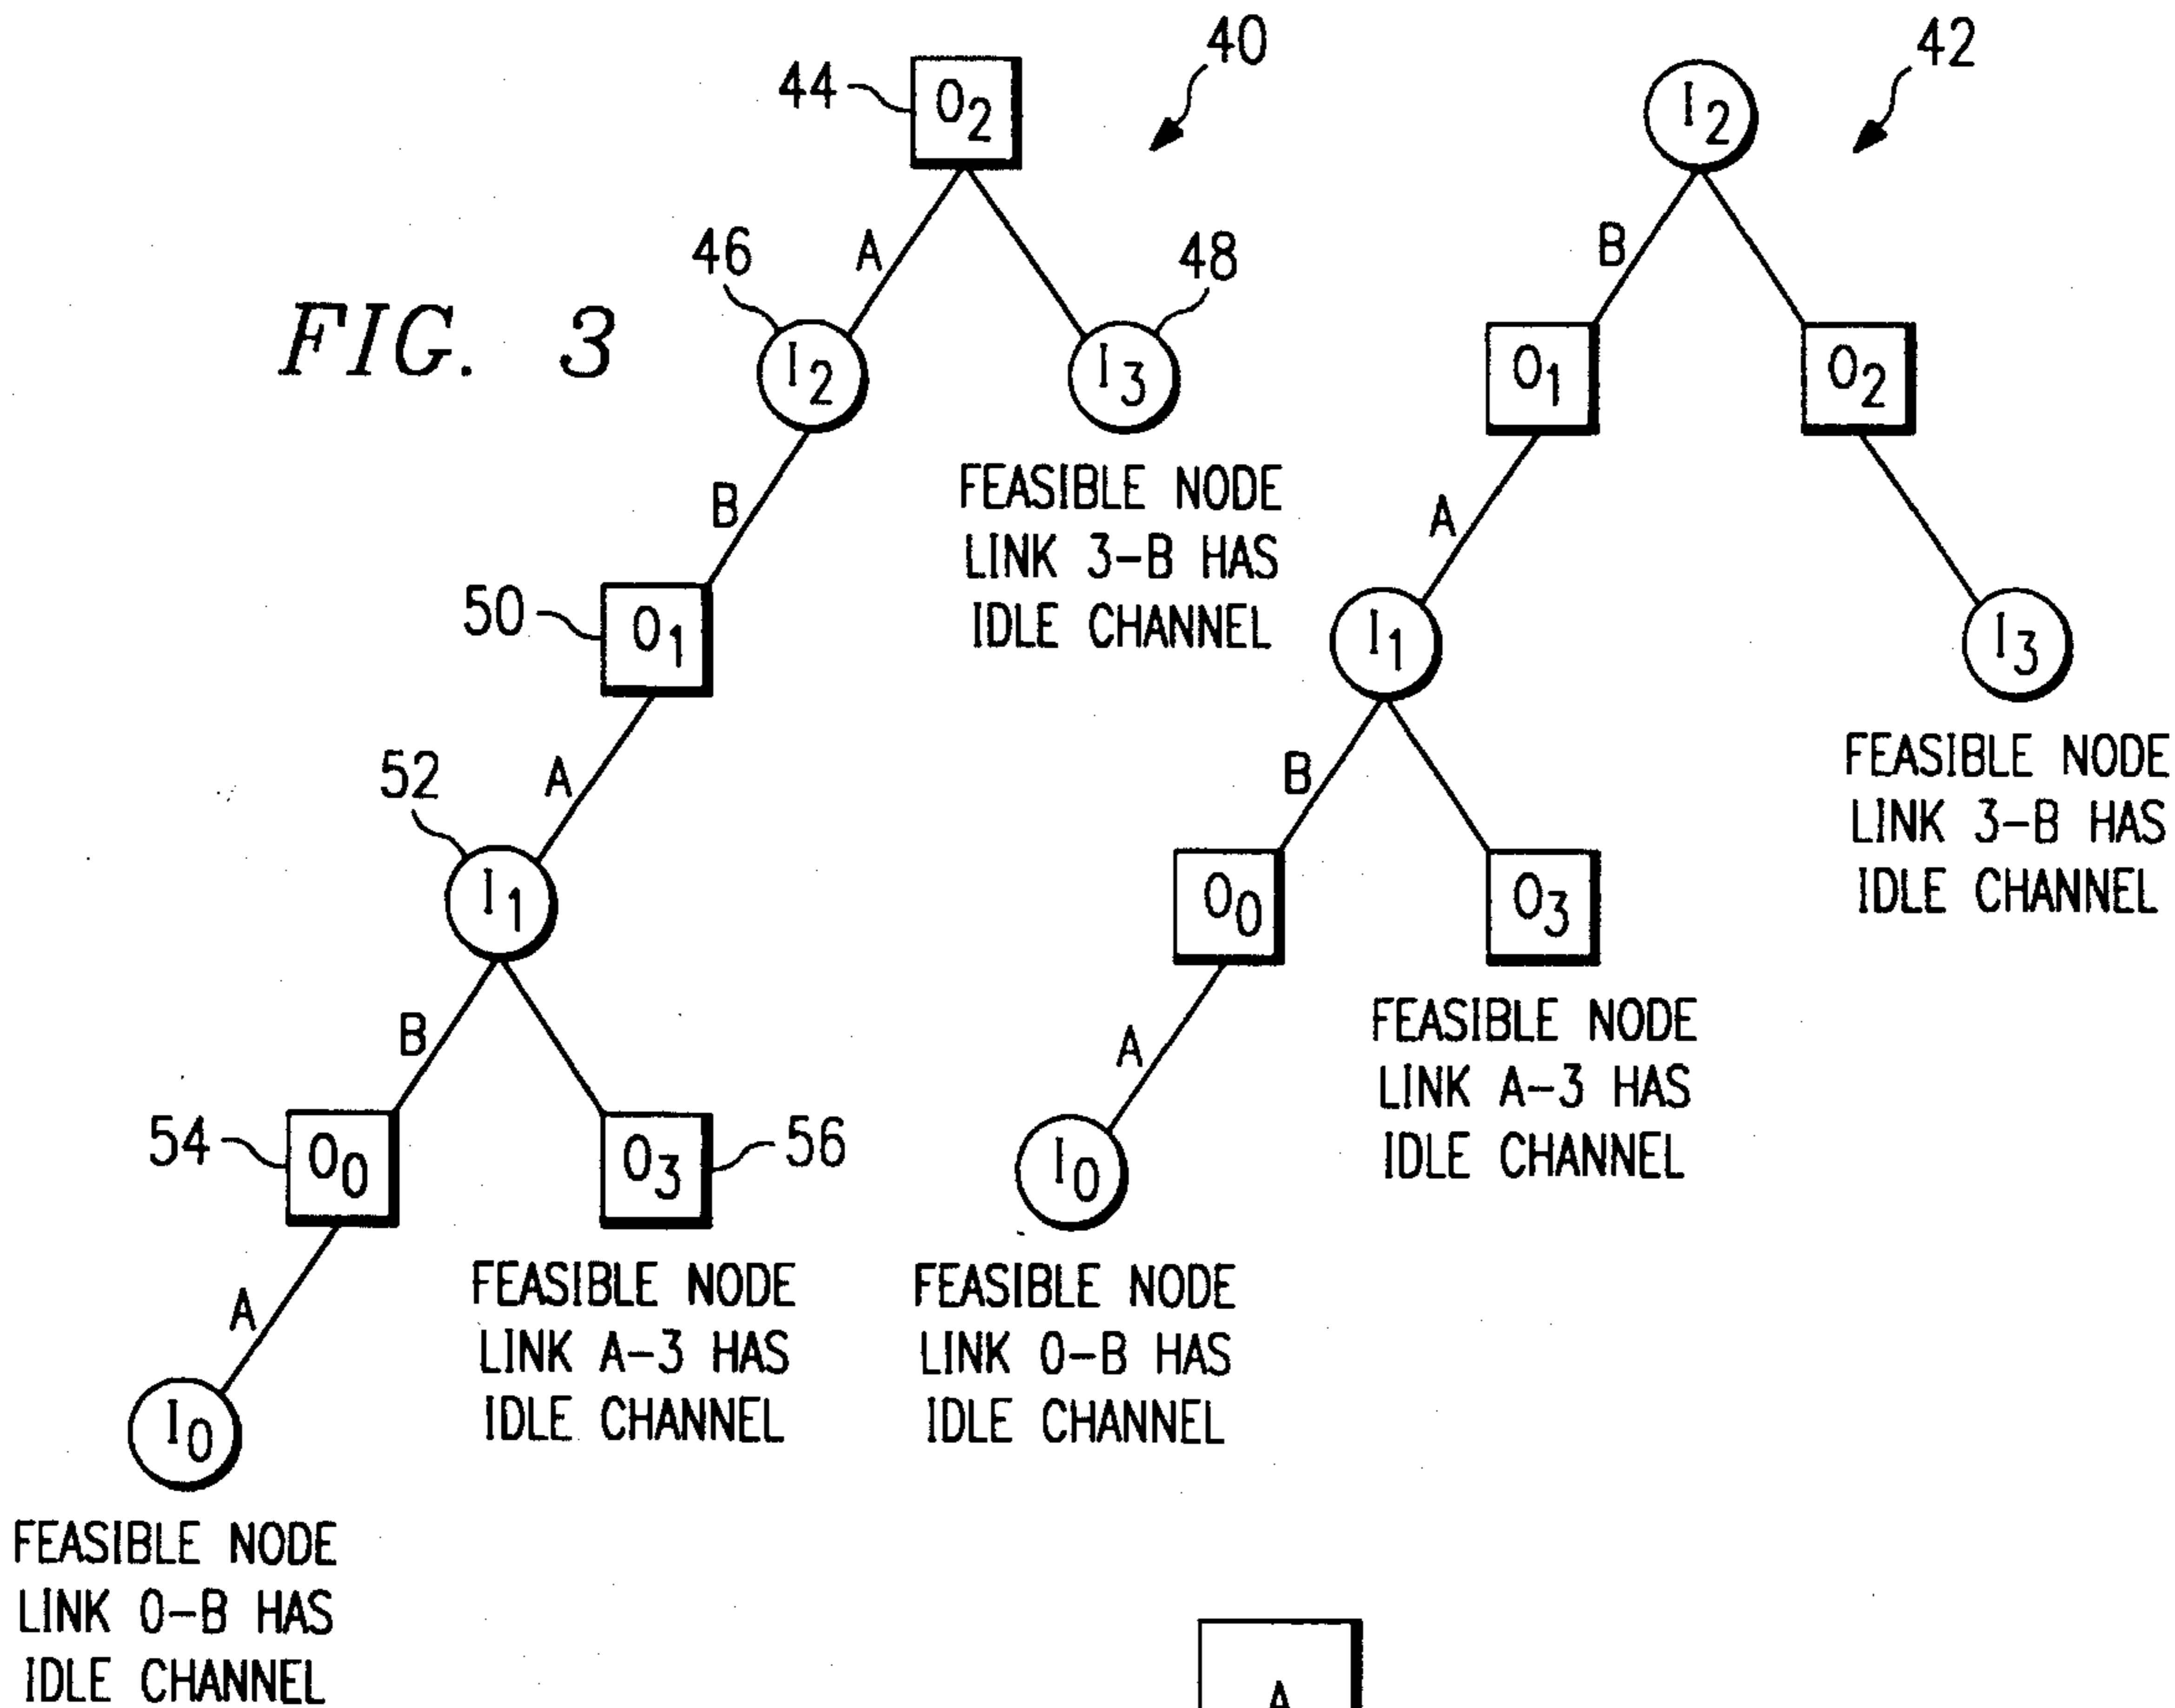 40
42
44
O2
I2
46
A
48
B
FIG. 3
I2
I3
O1
O2
B
FEASIBLE NODE
LINK 3-B HAS
IDLE CHANNEL
A
50
O1
I1
I3
52
A
B
FEASIBLE NODE
LINK 3-B HAS
IDLE CHANNEL
I1
O0
O3
B
A
FEASIBLE NODE
LINK A-3 HAS
IDLE CHANNEL
54
O0
O3
56
I0
A
FEASIBLE NODE
LINK A-3 HAS
IDLE CHANNEL
FEASIBLE NODE
LINK 0-B HAS
IDLE CHANNEL
I0
FEASIBLE NODE
LINK 0-B HAS
IDLE CHANNEL
A